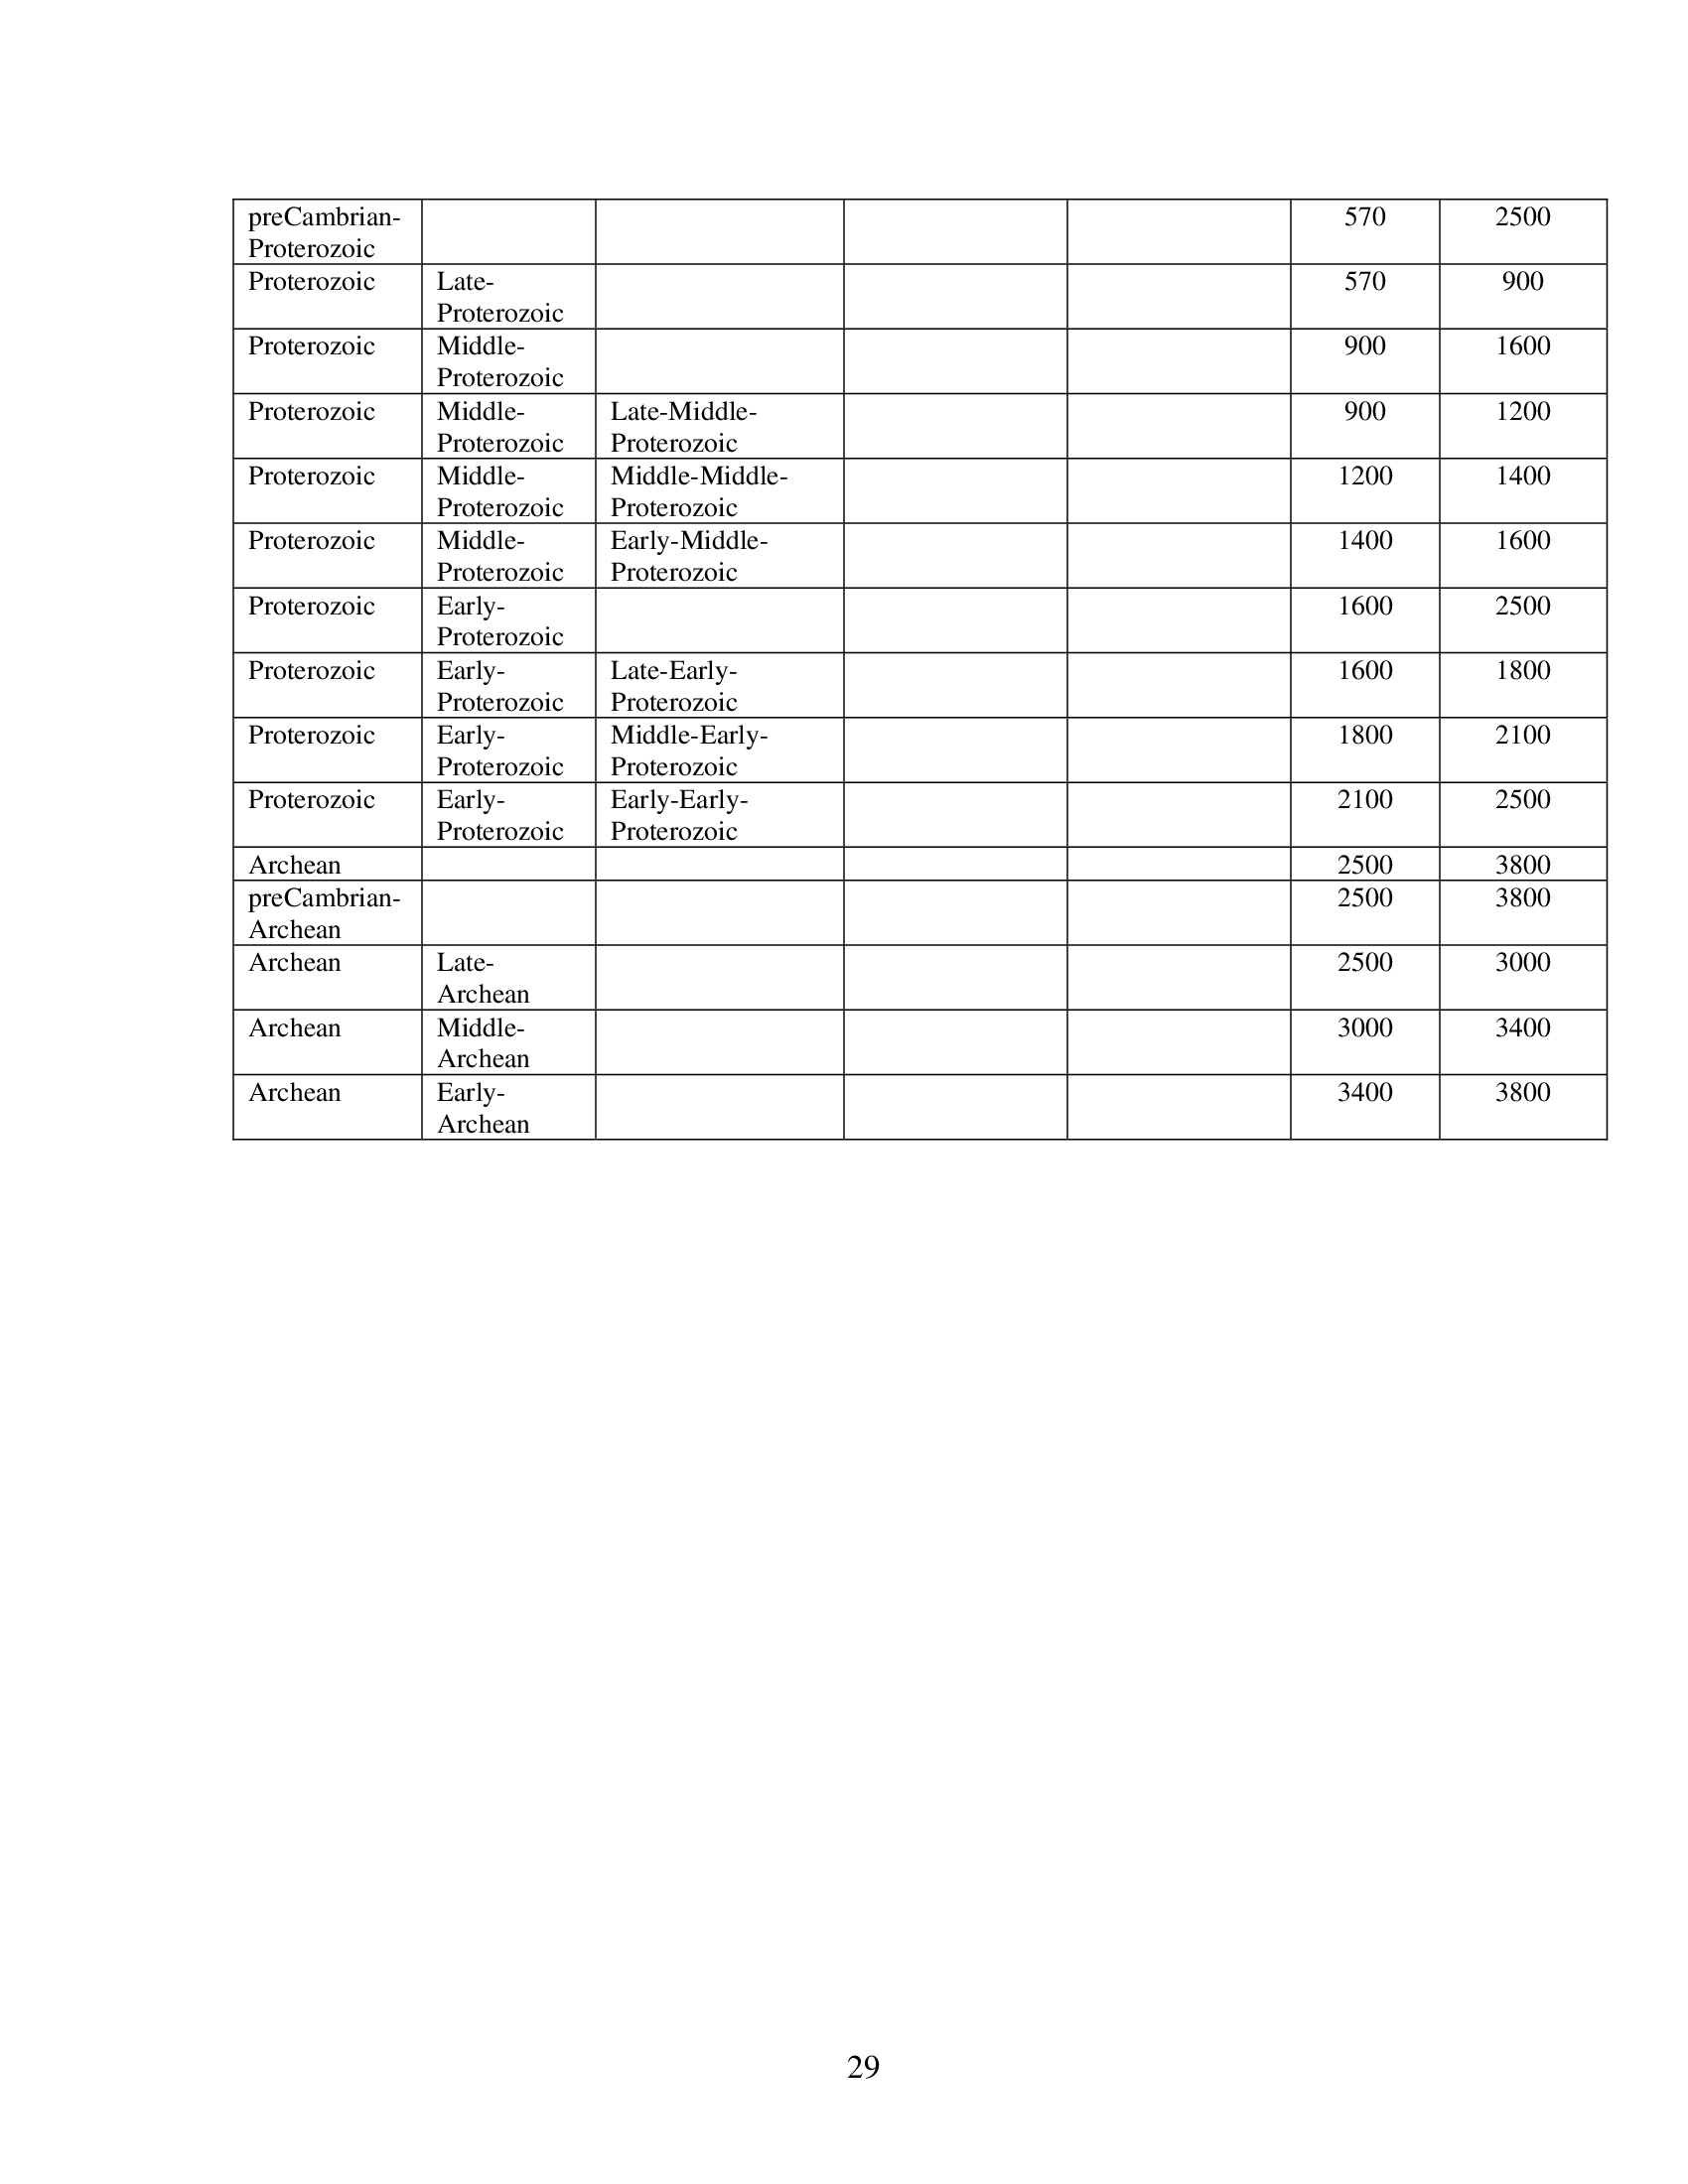 preCambrian- 570 2500
Proterozoic
Proterozoic Late- 570 900
Proterozoic
Proterozoic Middle- 900 1600
Proterozoic
Proterozoic Middle- Late-Middle- 900 1200
Proterozoic Proterozoic
Proterozoic Middle- Middle-Middle- 1200 1400
Proterozoic Proterozoic
Proterozoic Middle- Early-Middle- 1400 1600
Proterozoic Proterozoic
Proterozoic Early- 1600 2500
Proterozoic
Proterozoic Early- Late-Early- 1600 1800
Proterozoic Proterozoic
Proterozoic Early- Middle-Early- 1800 2100
Proterozoic Proterozoic
Proterozoic Early- Early-Early- 2100 2500
Proterozoic Proterozoic
Archean 2500 3800
preCambrian- 2500 3800
Archean
Archean Late- 2500 3000
Archean
Archean Middle- 3000 3400
Archean
Archean Early- 3400 3800
Archean
29